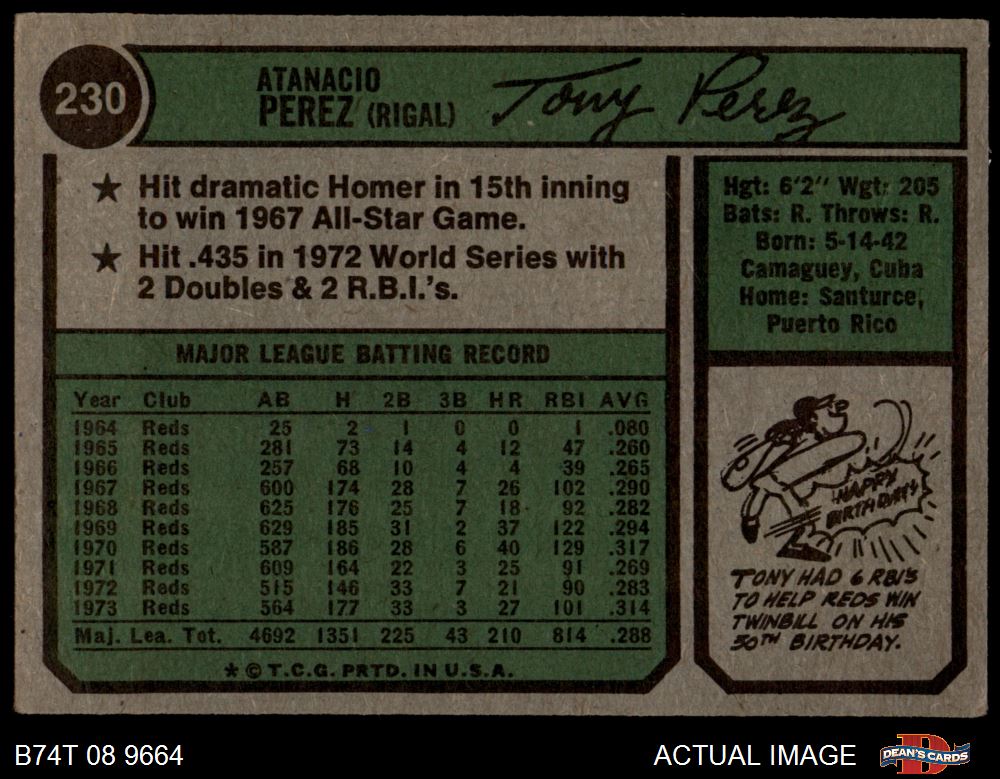 230
ATANACIO
PEREZ (RIGAL)
Tony Perez
★ Hit dramatic Homer in 15th inning
to win 1967 All-Star Game.
★ Hit .435 in 1972 World Series with
2 Doubles & 2 R.B.I.'s.
Hgt: 6'2" Wgt: 205
Bats: R. Throws: R.
Born: 5-14-42
Camaguey, Cuba
Home: Santurce,
Puerto Rico
MAJOR LEAGUE BATTING RECORD
Year Club AB H 2B 3B HR RBI AVG
1964 Reds 25 2 1 0 0 1 .080
1965 Reds 281 73 14 4 12 47 .260
1966 Reds 257 68 10 4 4 39 .265
1967 Reds 600 174 28 7 26 102 .290
1968 Reds 625 176 25 7 18 92 .282
1969 Reds 629 185 31 2 37 122 .294
1970 Reds 587 186 28 6 40 129 .317
1971 Reds 609 164 22 3 25 91 .269
1972 Reds 515 146 33 7 21 90 .283
1973 Reds 564 177 33 3 27 101 .314
Maj. Lea. Tot. 4692 1351 225 43 210 814 .288
★ © T.C.G. PRTD. IN U.S.A.
HAPPY
BIRTHDAY!
TONY HAD 6 RBI'S
TO HELP REDS WIN
TWINBILL ON HIS
30TH BIRTHDAY.
B74T 08 9664
ACTUAL IMAGE
DEAN'S CARDS